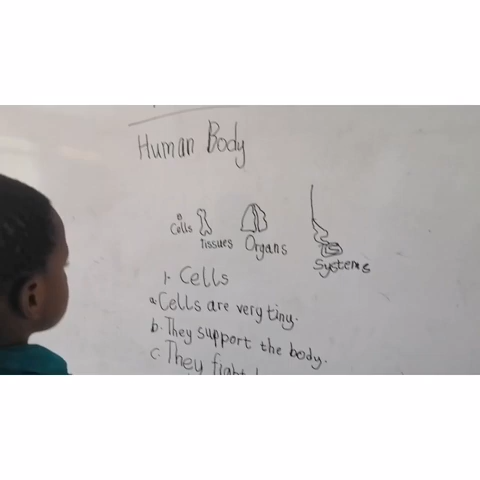 Human Body
Cells
Tissues
Organs
Systems
1. Cells
a. Cells are very tiny.
b. They support the body.
c. They fight